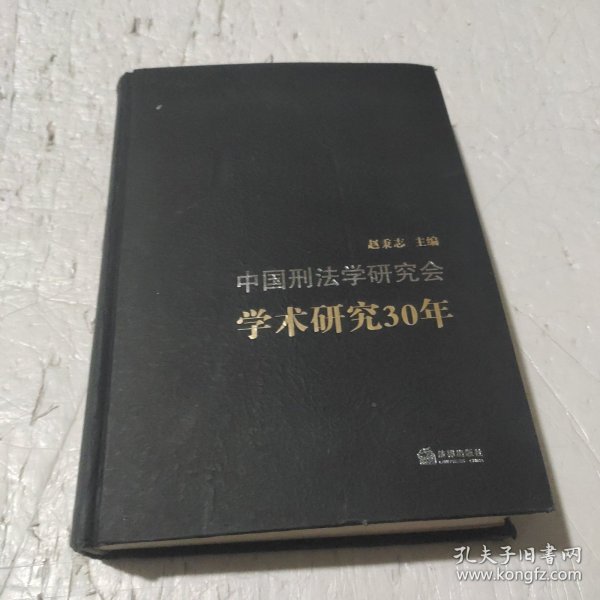 赵秉志 主编
中国刑法学研究会
学术研究30年
法律出版社
孔夫子旧书网
www.kongfz.com